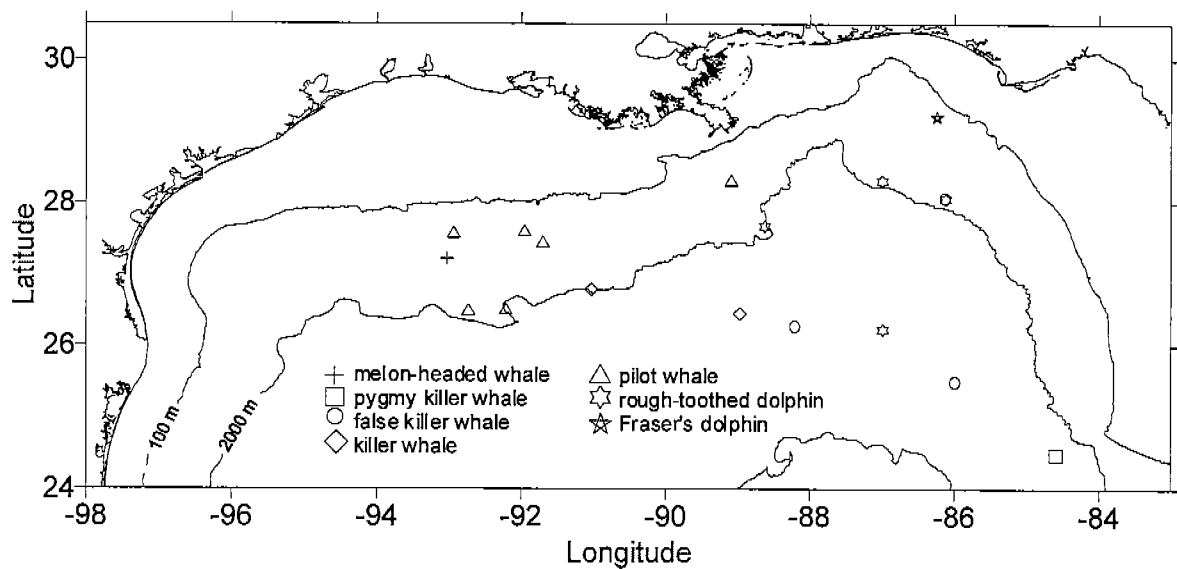 30
28
26
24
Latitude
100 m
2000 m
melon-headed whale
pygmy killer whale
false killer whale
killer whale
pilot whale
rough-toothed dolphin
Fraser's dolphin
-98 -96 -94 -92 -90 -88 -86 -84
Longitude